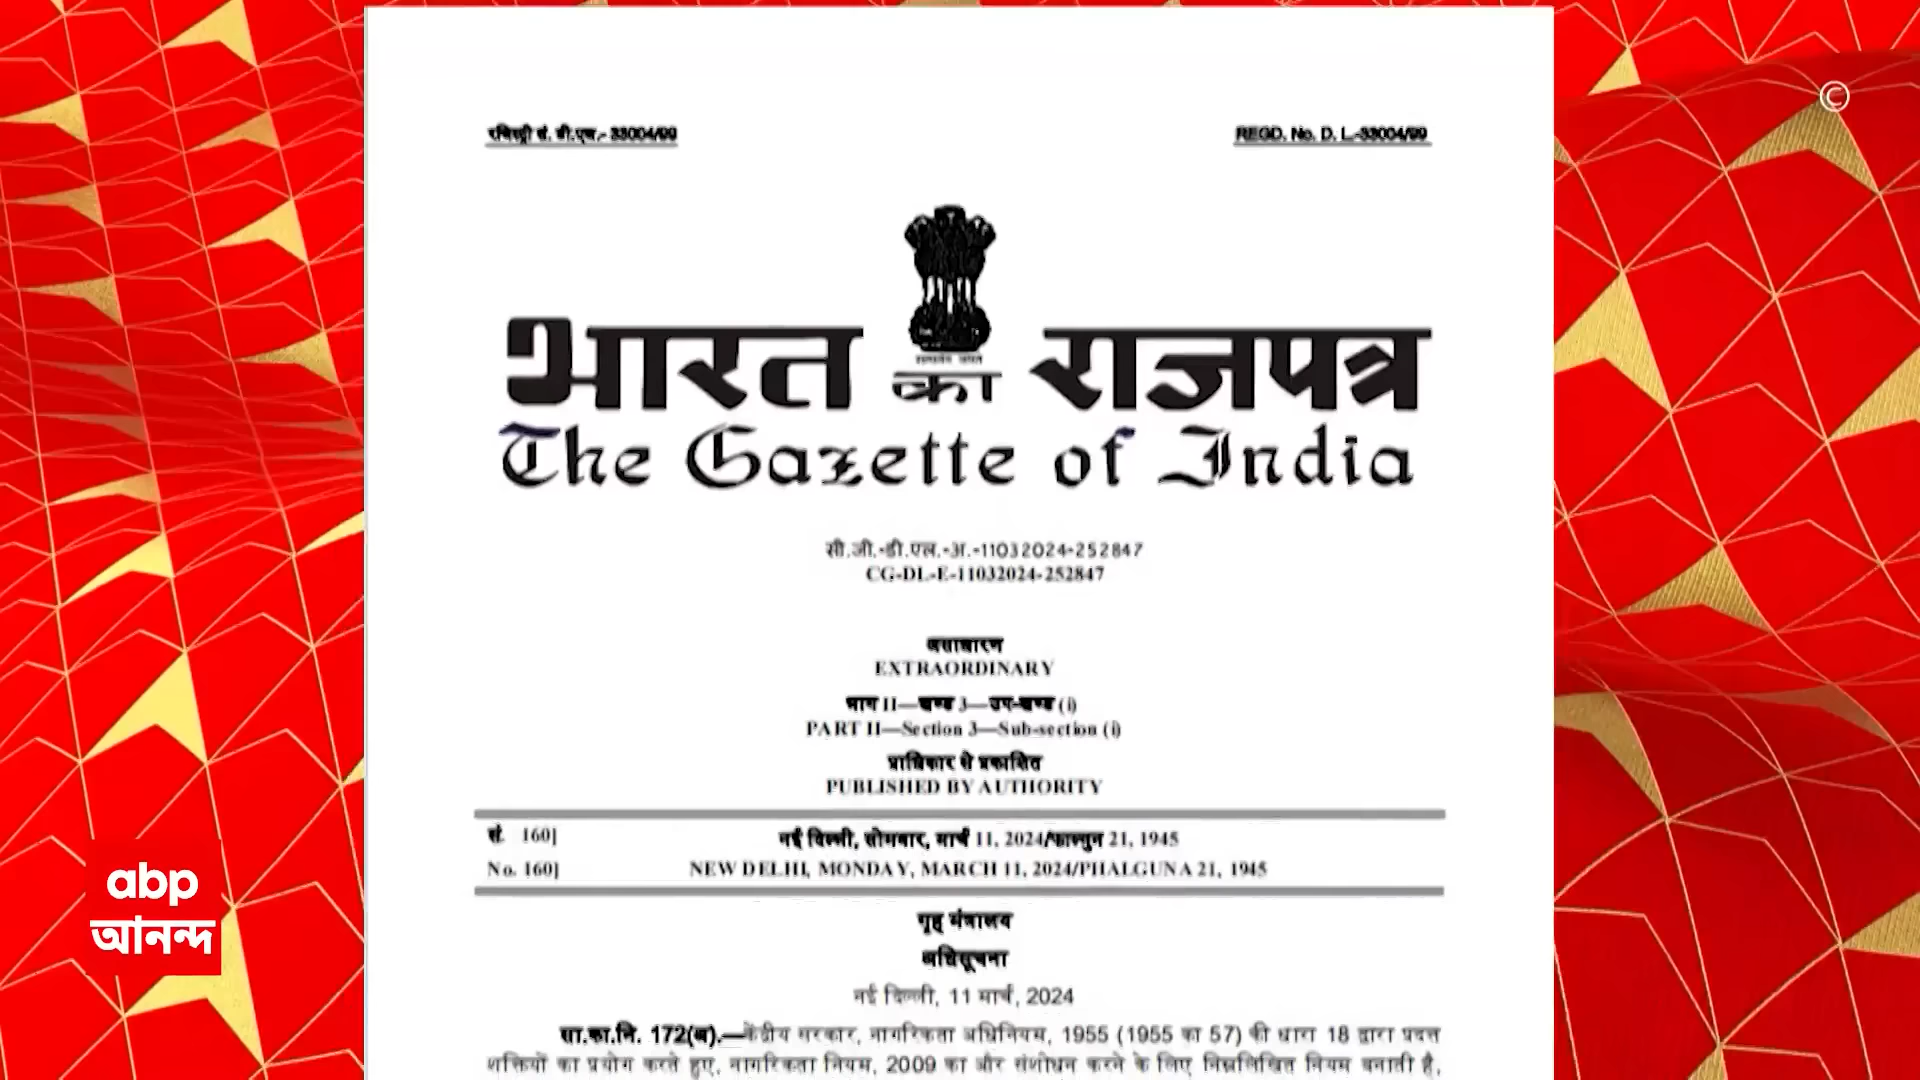 रजिस्ट्री सं. डी.एल.- 33004/99
REGD. No. D. L.-33004/99
©
भारत का राजपत्र
The Gazette of India
सी.जी.-डी.एल.-अ.-11032024-252847
CG-DL-E-11032024-252847
असाधारण
EXTRAORDINARY
भाग II—खण्ड 3—उप-खण्ड (i)
PART II—Section 3—Sub-section (i)
प्राधिकार से प्रकाशित
PUBLISHED BY AUTHORITY
सं. 160] नई दिल्ली, सोमवार, मार्च 11, 2024/फाल्गुन 21, 1945
No. 160] NEW DELHI, MONDAY, MARCH 11, 2024/PHALGUNA 21, 1945
गृह मंत्रालय
अधिसूचना
नई दिल्ली, 11 मार्च, 2024
सा.का.नि. 172(अ).—केंद्रीय सरकार, नागरिकता अधिनियम, 1955 (1955 का 57) की धारा 18 द्वारा प्रदत्त
शक्तियों का प्रयोग करते हुए, नागरिकता नियम, 2009 का और संशोधन करने के लिए निम्नलिखित नियम बनाती है,
abp
আনন্দ